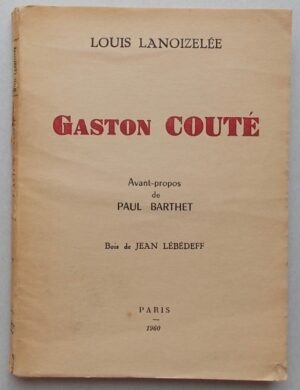 LOUIS LANOIZELÉE
GASTON COUTÉ
Avant-propos
de
PAUL BARTHET
Bois de JEAN LÉBÉDEFF
PARIS
1960